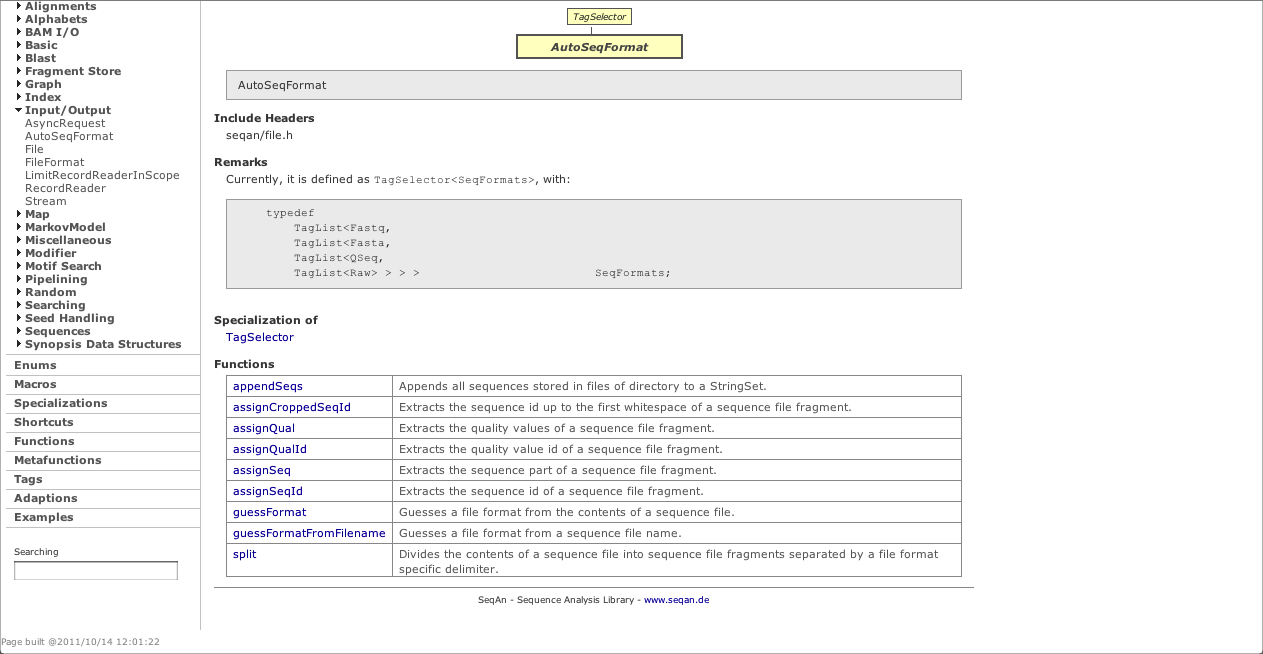 Alignments
Alphabets
BAM I/O
Basic
Blast
Fragment Store
Graph
Index
Input/Output
AsyncRequest
AutoSeqFormat
File
FileFormat
LimitRecordReaderInScope
RecordReader
Stream
Map
MarkovModel
Miscellaneous
Modifier
Motif Search
Pipelining
Random
Searching
Seed Handling
Sequences
Synopsis Data Structures
Enums
Macros
Specializations
Shortcuts
Functions
Metafunctions
Tags
Adaptions
Examples
Searching
TagSelector
AutoSeqFormat
AutoSeqFormat
Include Headers
seqan/file.h
Remarks
Currently, it is defined as TagSelector<SeqFormats>, with:
typedef
TagList<Fastq,
TagList<Fasta,
TagList<QSeq,
TagList<Raw> > > > SeqFormats;
Specialization of
TagSelector
Functions
appendSeqs Appends all sequences stored in files of directory to a StringSet.
assignCroppedSeqId Extracts the sequence id up to the first whitespace of a sequence file fragment.
assignQual Extracts the quality values of a sequence file fragment.
assignQualId Extracts the quality value id of a sequence file fragment.
assignSeq Extracts the sequence part of a sequence file fragment.
assignSeqId Extracts the sequence id of a sequence file fragment.
guessFormat Guesses a file format from the contents of a sequence file.
guessFormatFromFilename Guesses a file format from a sequence file name.
split Divides the contents of a sequence file into sequence file fragments separated by a file format
specific delimiter.
SeqAn - Sequence Analysis Library - www.seqan.de
Page built @2011/10/14 12:01:22